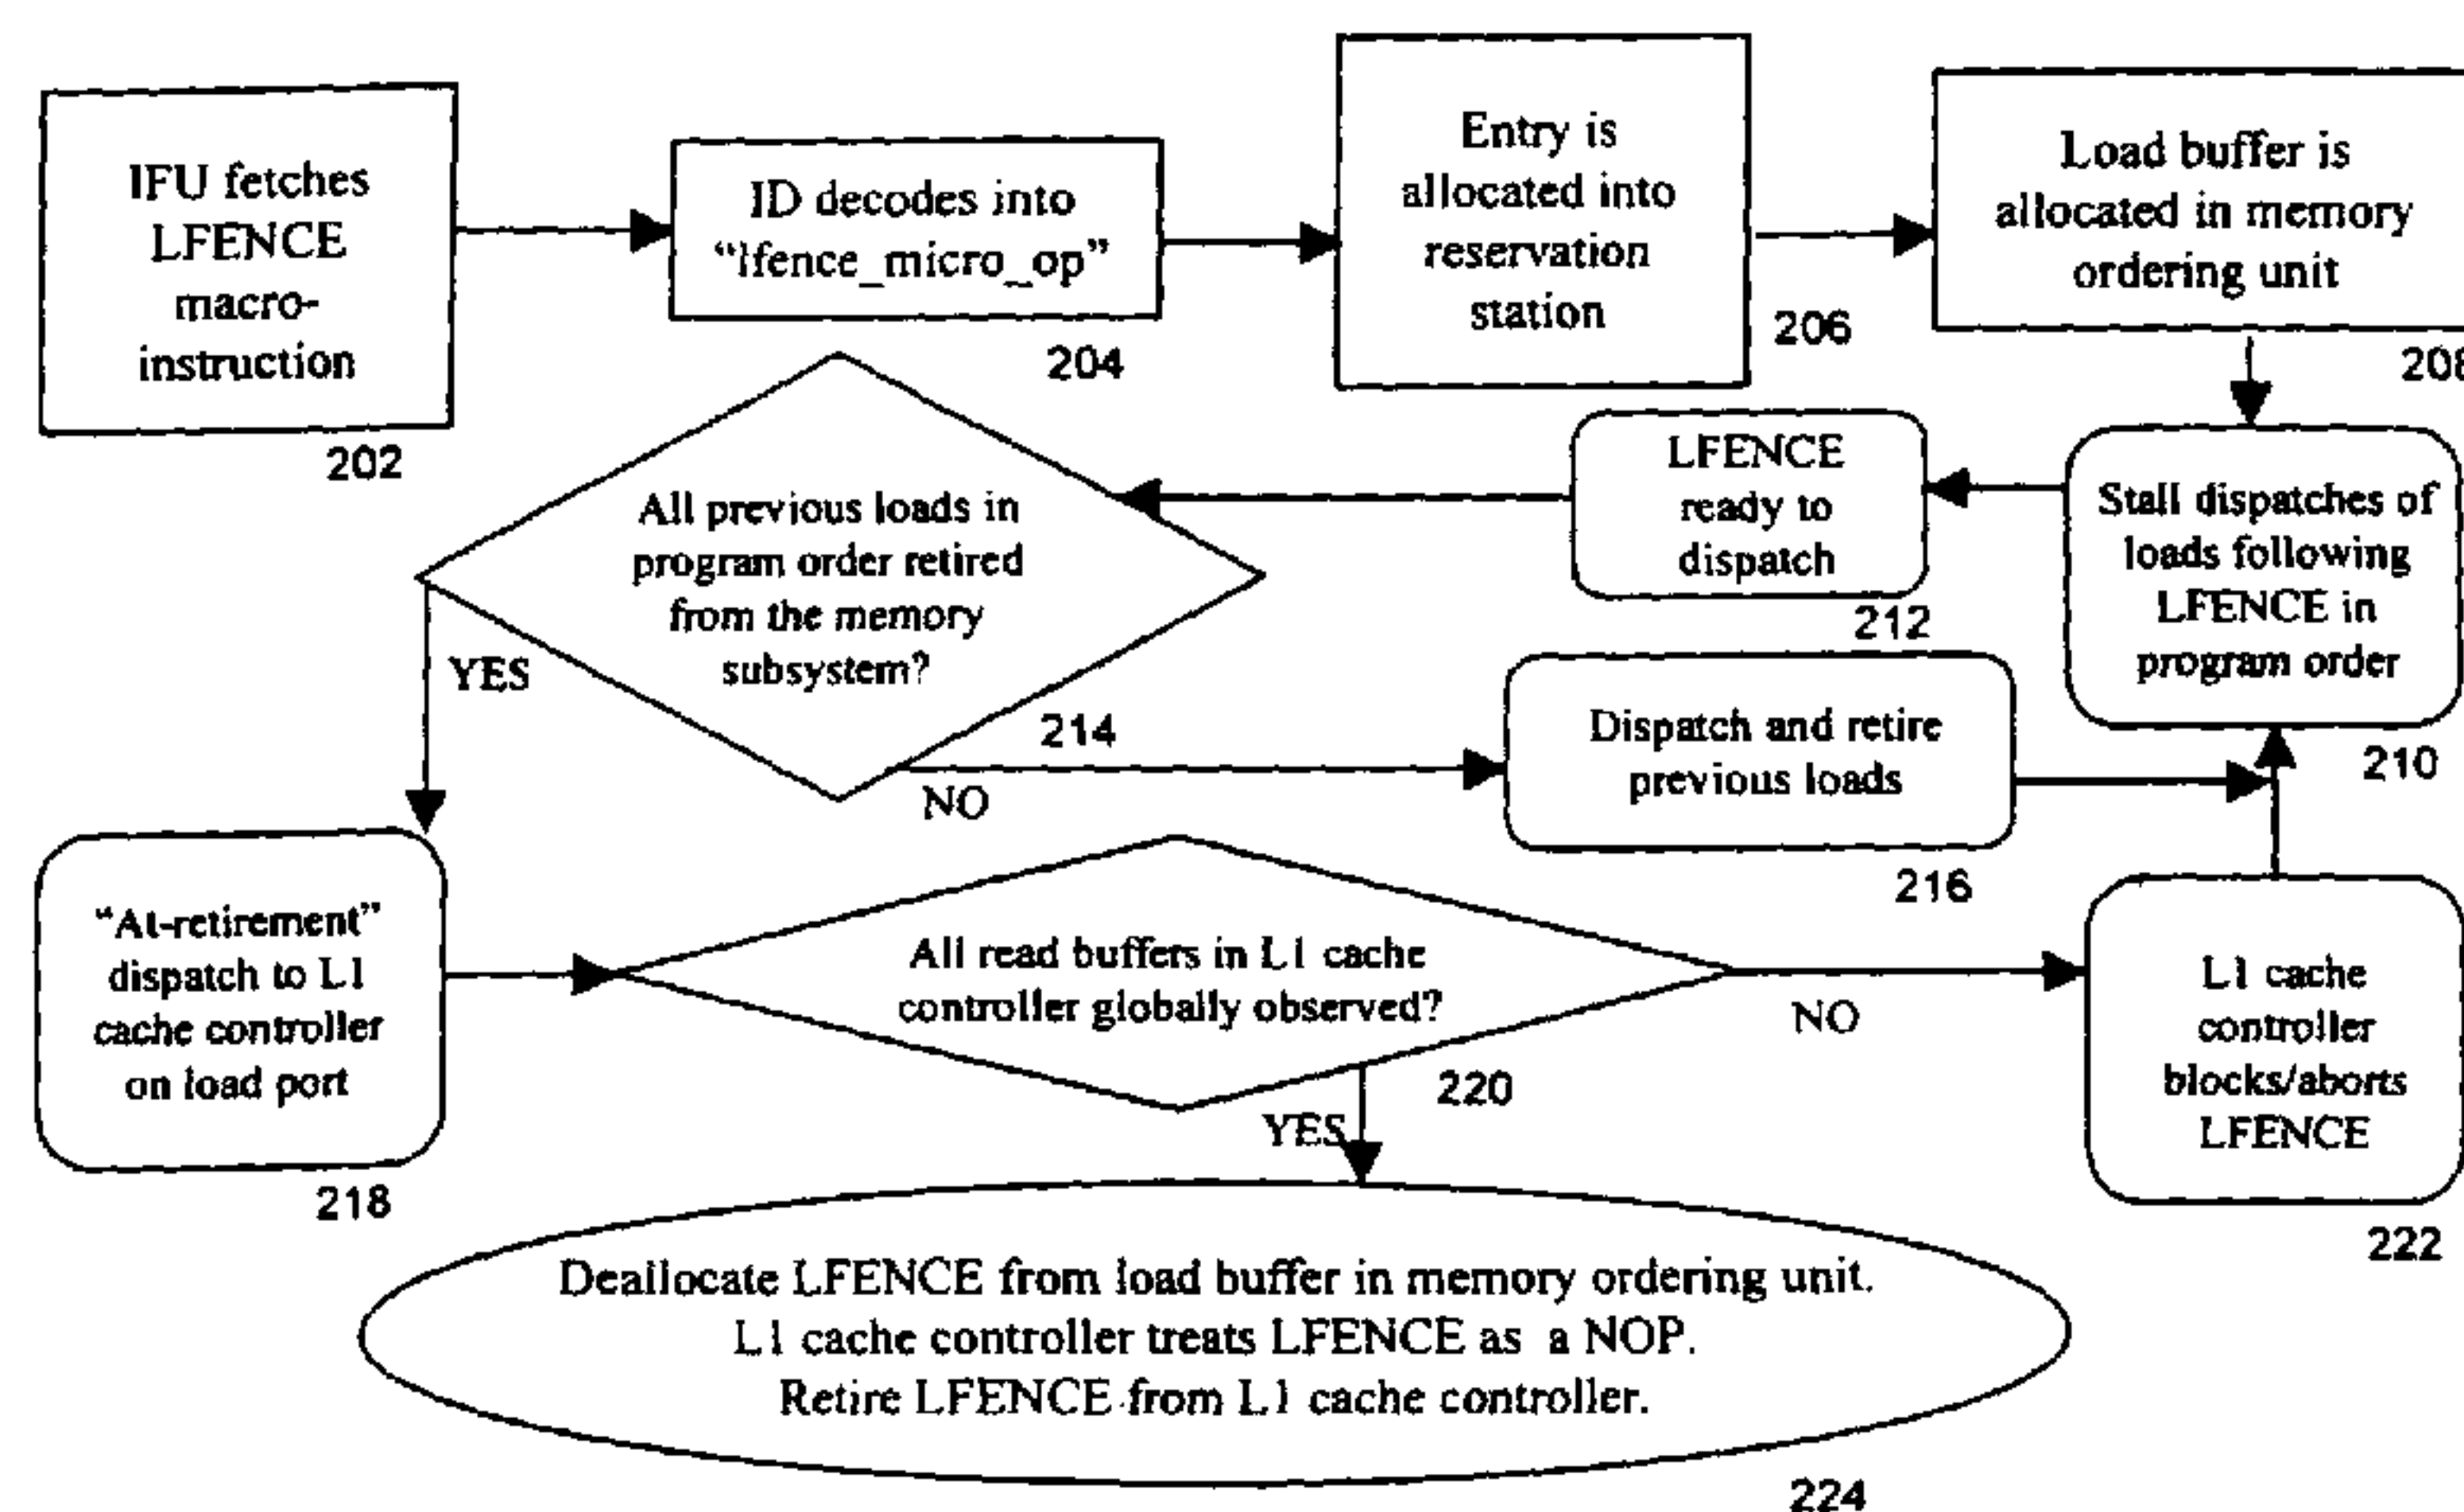 IFU fetches
LFENCE
macro-
instruction
202
ID decodes into
“lfence_micro_op”
204
Entry is
allocated into
reservation
station
206
Load buffer is
allocated in memory
ordering unit
208
Stall dispatches of
loads following
LFENCE in
program order
210
LFENCE
ready to
dispatch
212
All previous loads in
program order retired
from the memory
subsystem?
214
YES
NO
Dispatch and retire
previous loads
216
“At-retirement”
dispatch to L1
cache controller
on load port
218
All read buffers in L1 cache
controller globally observed?
220
NO
YES
L1 cache
controller
blocks/aborts
LFENCE
222
Deallocate LFENCE from load buffer in memory ordering unit.
L1 cache controller treats LFENCE as a NOP.
Retire LFENCE from L1 cache controller.
224